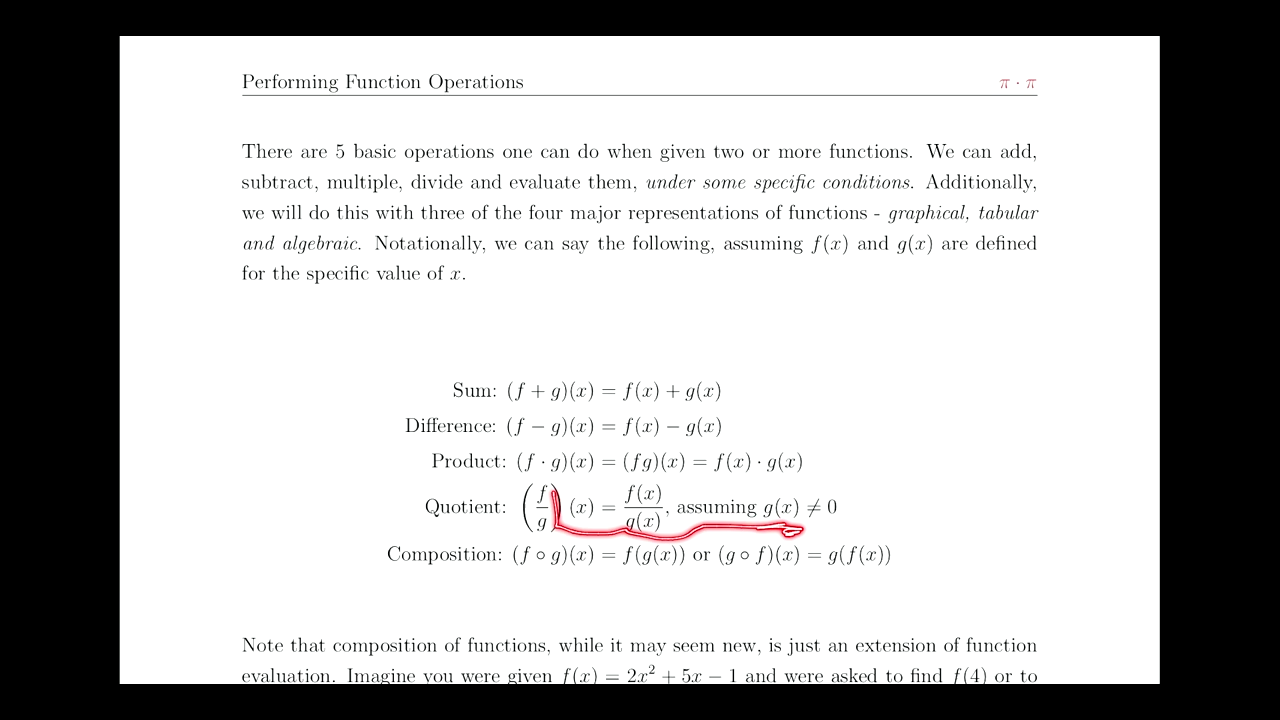 Performing Function Operations π · π
There are 5 basic operations one can do when given two or more functions. We can add,
subtract, multiple, divide and evaluate them, under some specific conditions. Additionally,
we will do this with three of the four major representations of functions - graphical, tabular
and algebraic. Notationally, we can say the following, assuming f(x) and g(x) are defined
for the specific value of x.
Sum: (f + g)(x) = f(x) + g(x)
Difference: (f − g)(x) = f(x) − g(x)
Product: (f · g)(x) = (fg)(x) = f(x) · g(x)
Quotient: (f/g)(x) = f(x)/g(x), assuming g(x) ≠ 0
Composition: (f ∘ g)(x) = f(g(x)) or (g ∘ f)(x) = g(f(x))
Note that composition of functions, while it may seem new, is just an extension of function
evaluation. Imagine you were given f(x) = 2x² + 5x − 1 and were asked to find f(4) or to